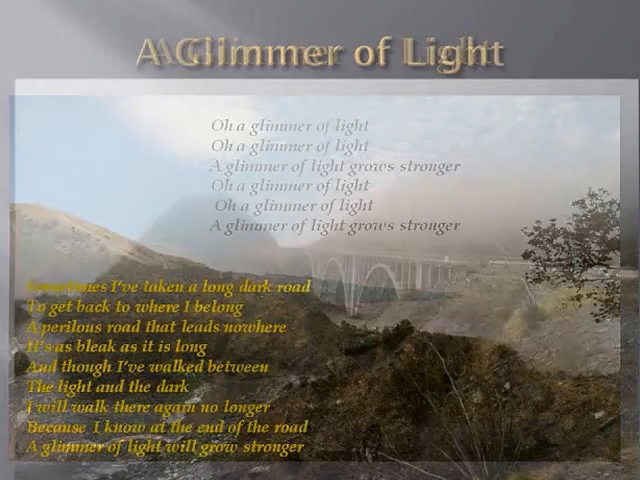 A Glimmer of Light
Oh a glimmer of light
Oh a glimmer of light
A glimmer of light grows stronger
Oh a glimmer of light
Oh a glimmer of light
A glimmer of light grows stronger
Sometimes I've taken a long dark road
To get back to where I belong
A perilous road that leads nowhere
It's as bleak as it is long
And though I've walked between
The light and the dark
I will walk there again no longer
Because I know at the end of the road
A glimmer of light will grow stronger